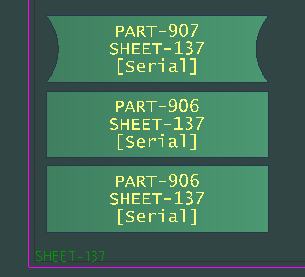 PART-907
SHEET-137
[Serial]
PART-906
SHEET-137
[Serial]
PART-906
SHEET-137
[Serial]
SHEET-137